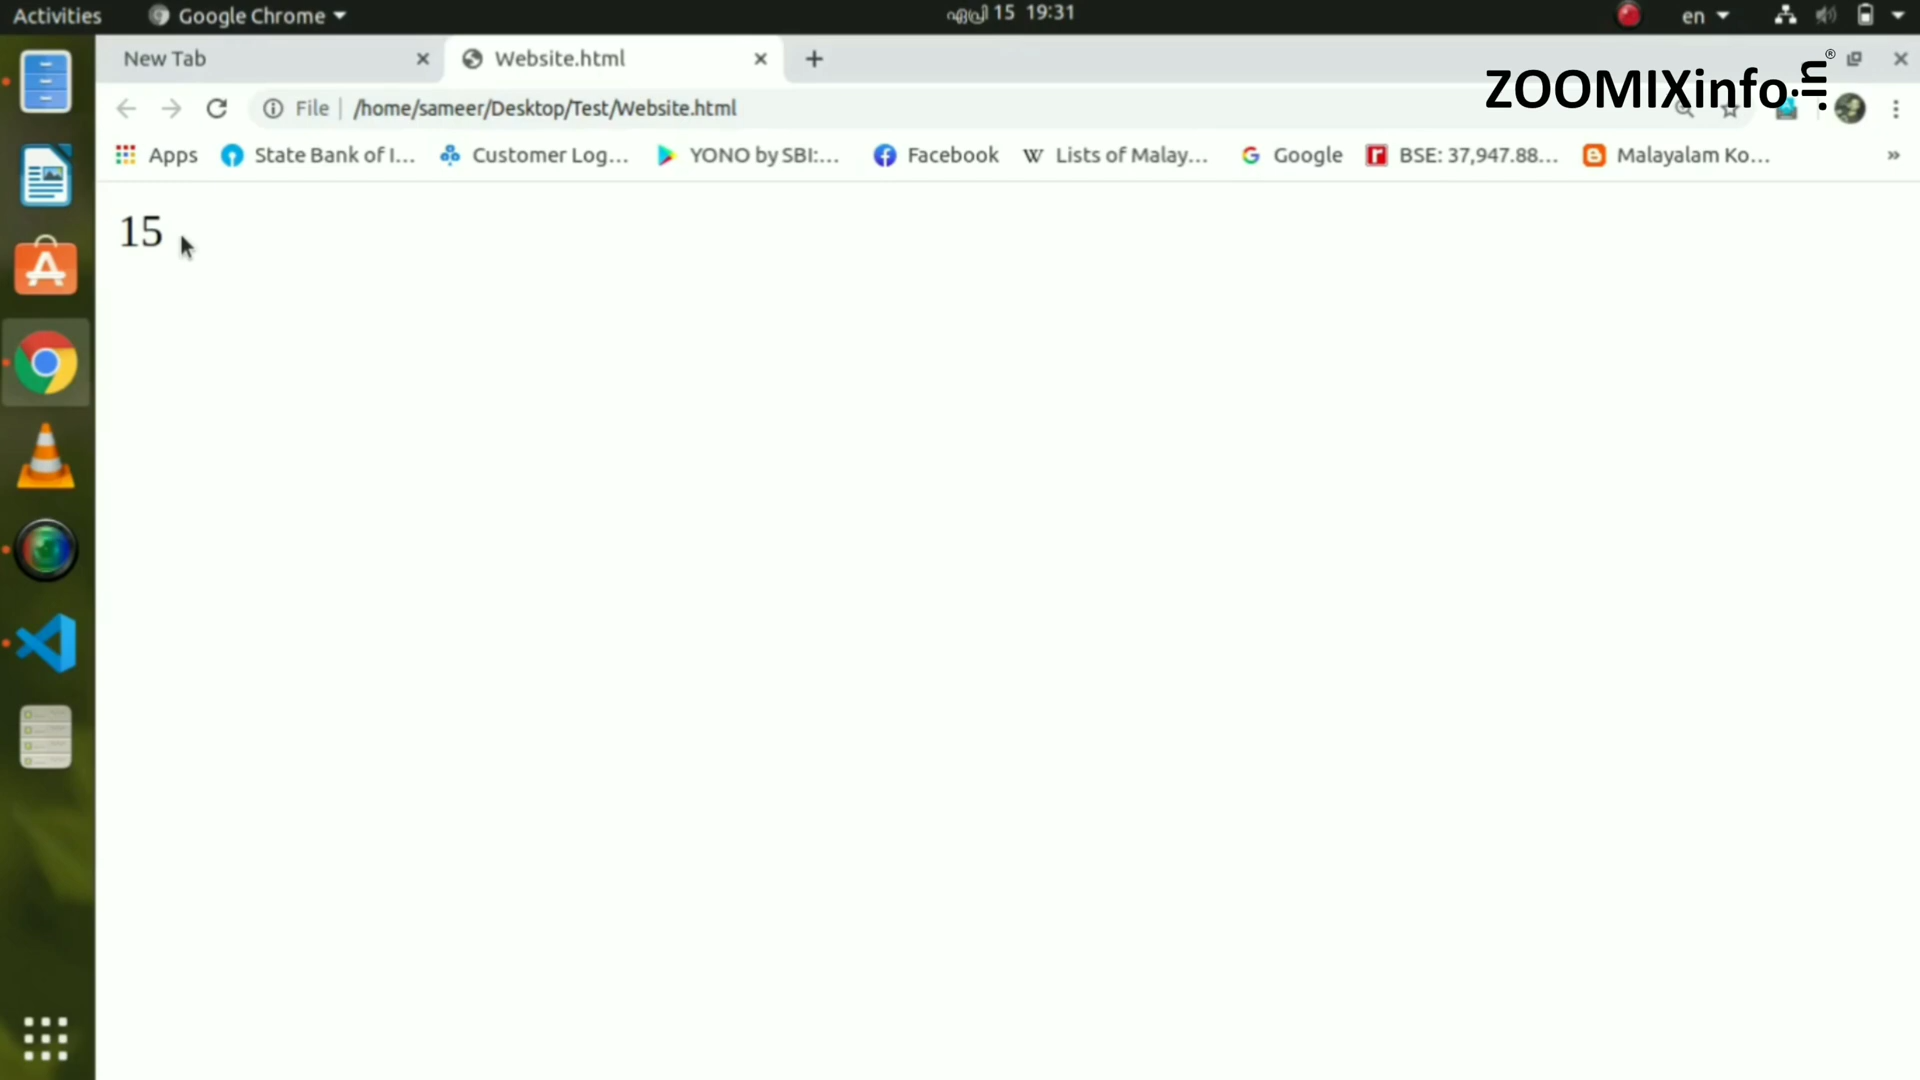 Activities
Google Chrome
ഏപ്രി 15 19:31
en
New Tab
Website.html
ZOOMIXinfo.in®
File
/home/sameer/Desktop/Test/Website.html
Apps
State Bank of I...
Customer Log...
YONO by SBI:...
Facebook
Lists of Malay...
Google
BSE: 37,947.88...
Malayalam Ko...
15